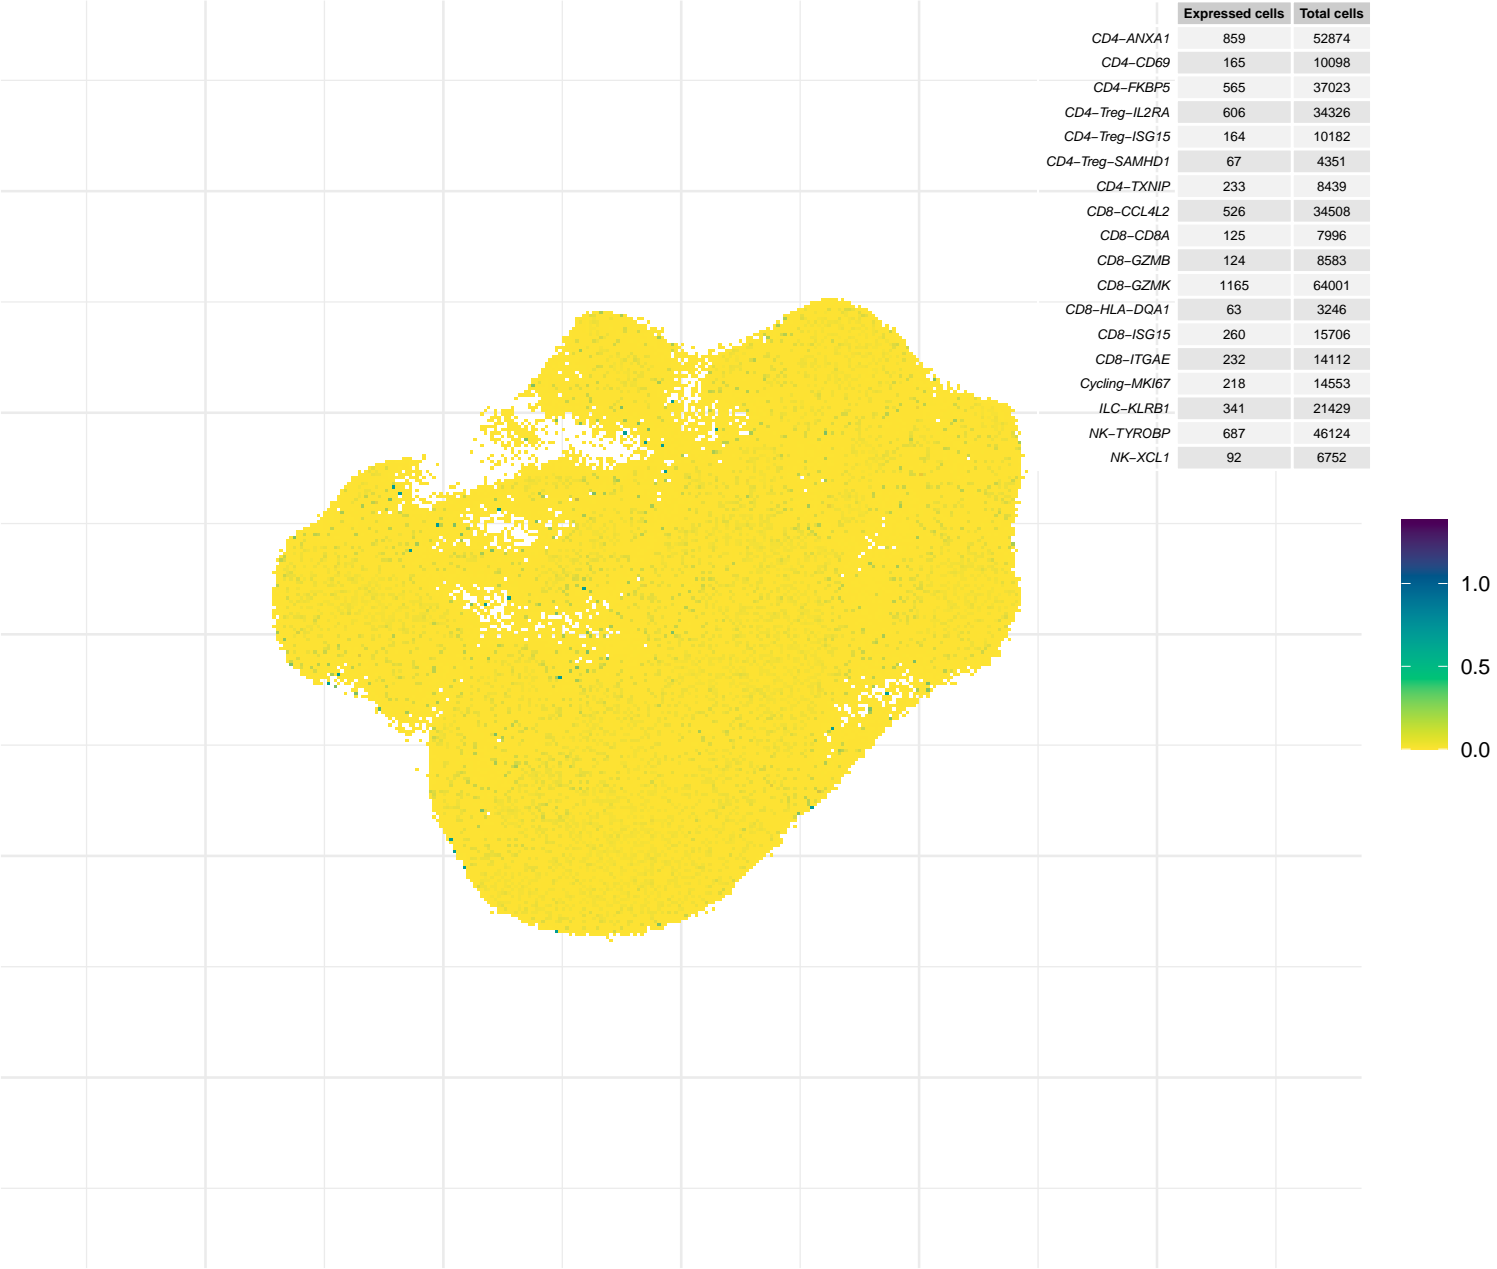 Expressed cells Total cells
CD4−ANXA1 859 52874
CD4−CD69 165 10098
CD4−FKBP5 565 37023
CD4−Treg−IL2RA 606 34326
CD4−Treg−ISG15 164 10182
CD4−Treg−SAMHD1 67 4351
CD4−TXNIP 233 8439
CD8−CCL4L2 526 34508
CD8−CD8A 125 7996
CD8−GZMB 124 8583
CD8−GZMK 1165 64001
CD8−HLA−DQA1 63 3246
CD8−ISG15 260 15706
CD8−ITGAE 232 14112
Cycling−MKI67 218 14553
ILC−KLRB1 341 21429
NK−TYROBP 687 46124
NK−XCL1 92 6752
1.0
0.5
0.0